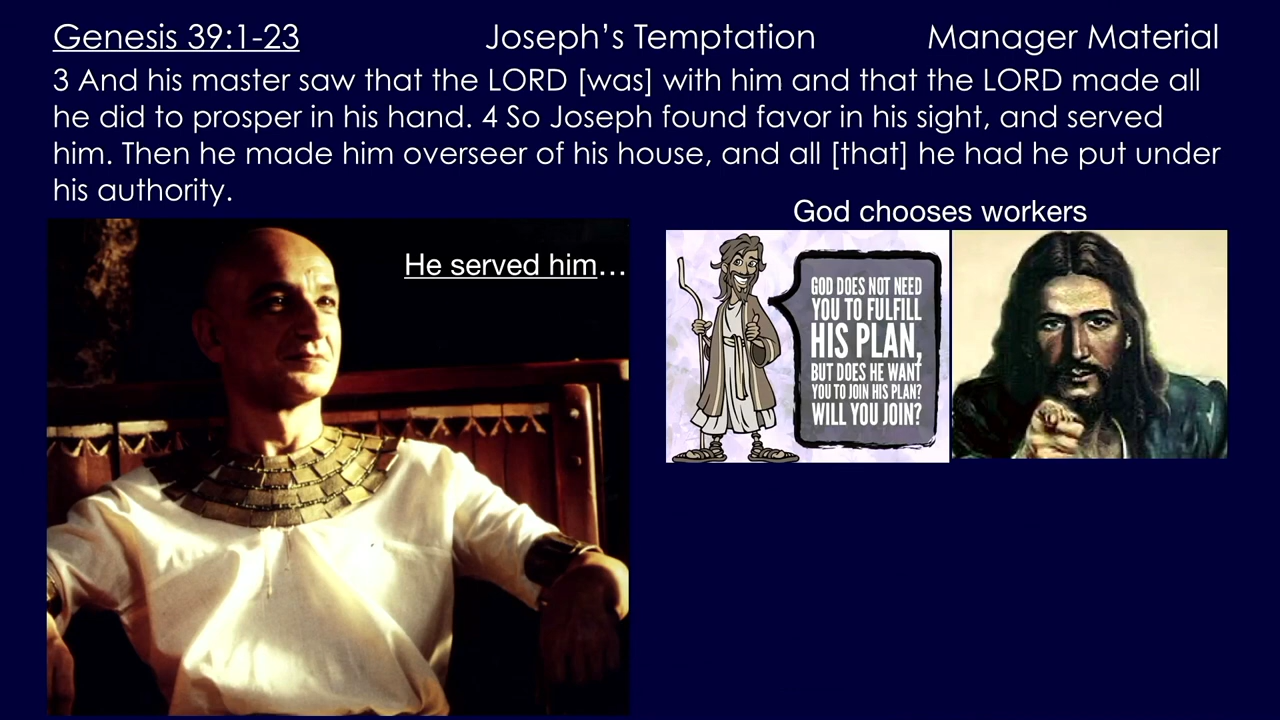 Genesis 39:1-23 Joseph’s Temptation Manager Material
3 And his master saw that the LORD [was] with him and that the LORD made all
he did to prosper in his hand. 4 So Joseph found favor in his sight, and served
him. Then he made him overseer of his house, and all [that] he had he put under
his authority.
God chooses workers
He served him…
GOD DOES NOT NEED
YOU TO FULFILL
HIS PLAN,
BUT DOES HE WANT
YOU TO JOIN HIS PLAN?
WILL YOU JOIN?